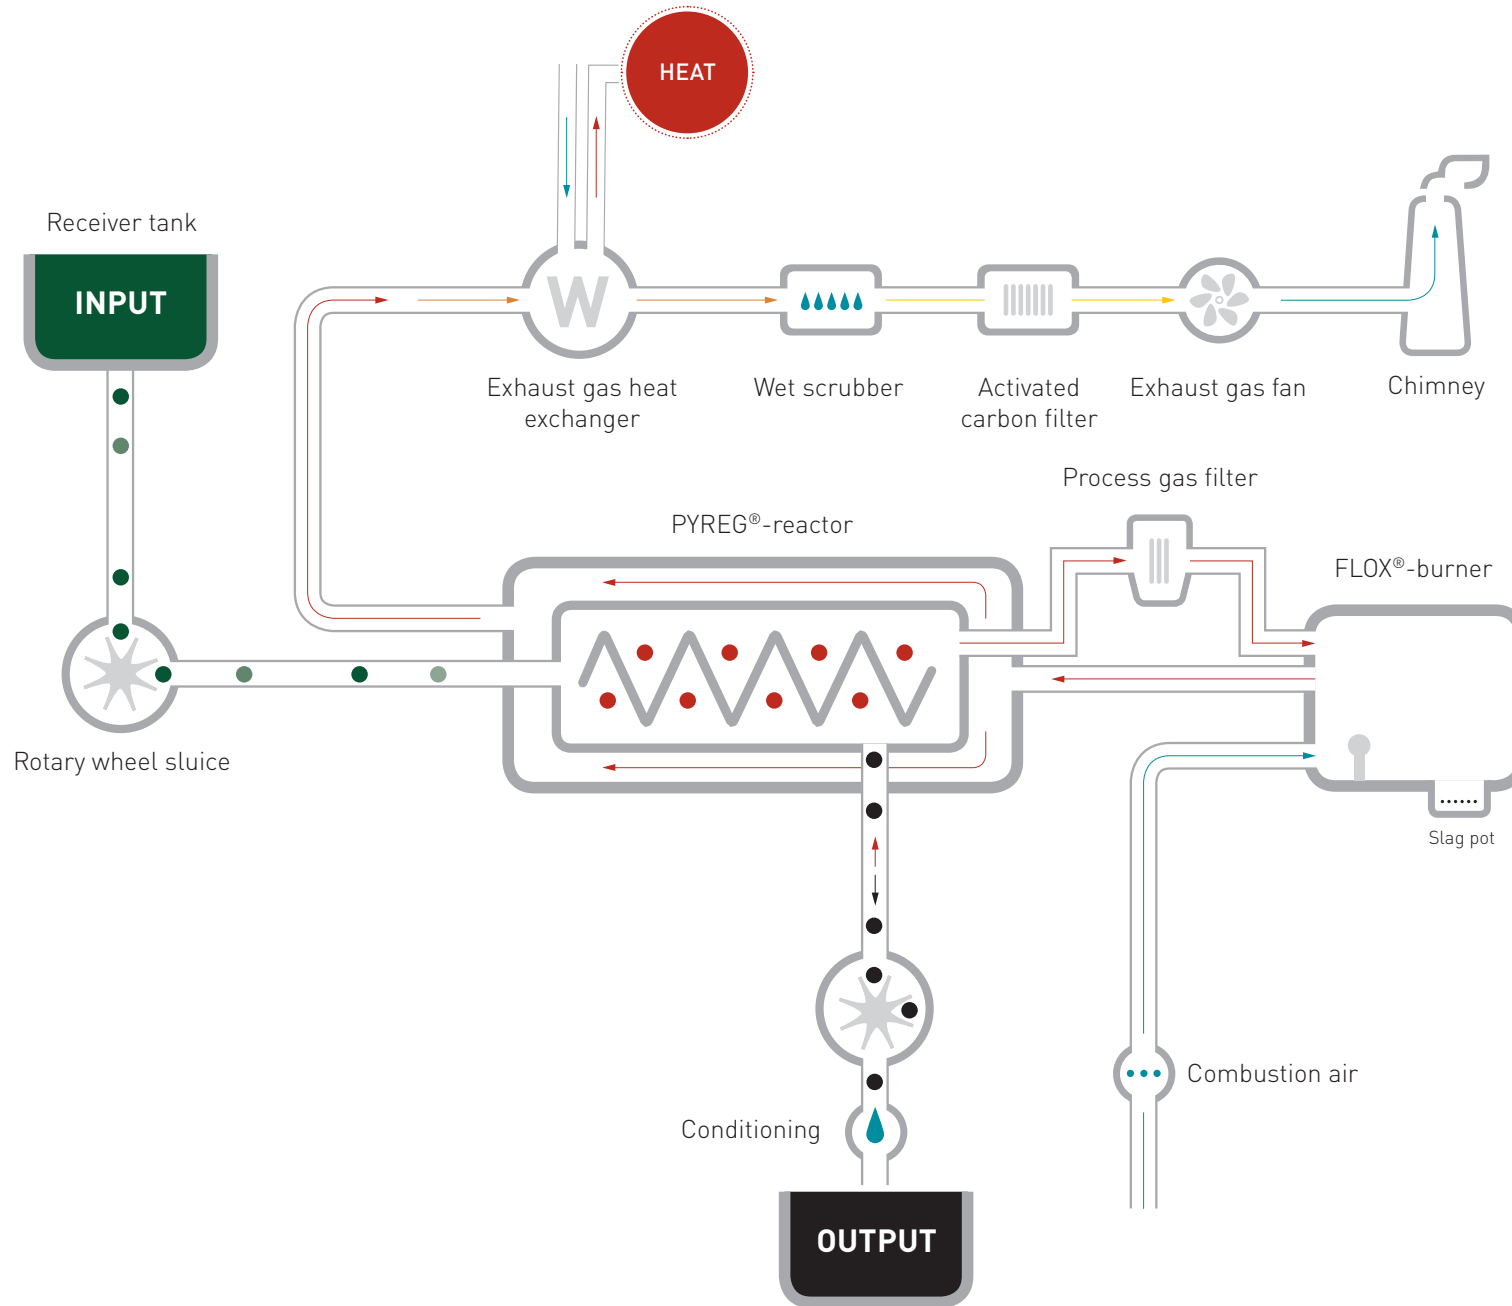 HEAT
Receiver tank
INPUT
W
Exhaust gas heat
exchanger
Wet scrubber
Activated
carbon filter
Exhaust gas fan
Chimney
Process gas filter
PYREG®-reactor
FLOX®-burner
Rotary wheel sluice
Slag pot
Combustion air
Conditioning
OUTPUT